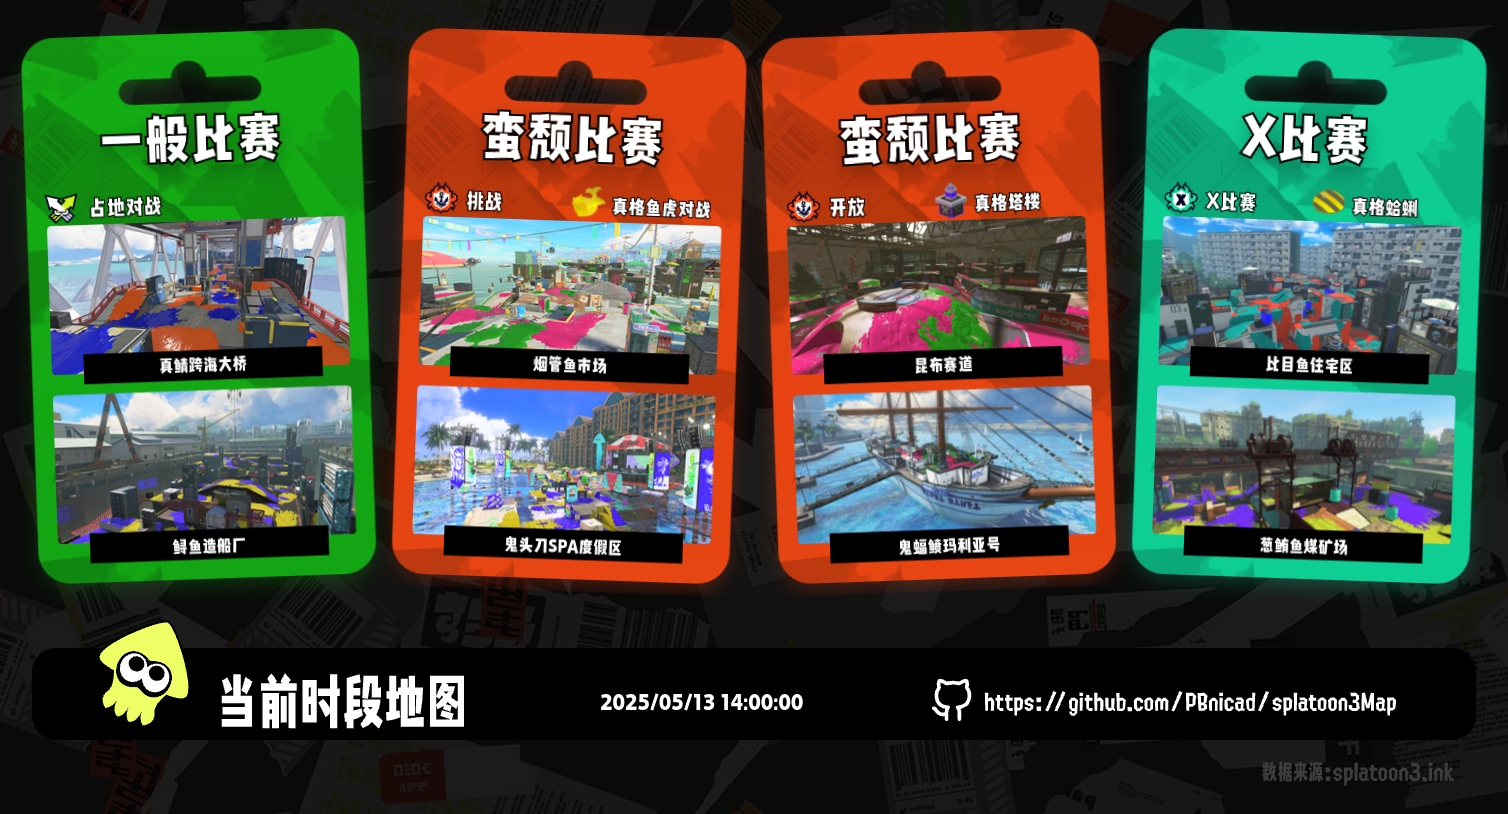 一般比赛
占地对战
真鲭跨海大桥
鲟鱼造船厂
蛮颓比赛
挑战
真格鱼虎对战
烟管鱼市场
鬼头刀SPA度假区
蛮颓比赛
开放
真格塔楼
昆布赛道
鬼蝠鲼玛利亚号
X比赛
X比赛
真格蛤蜊
比目鱼住宅区
葱鲔鱼煤矿场
当前时段地图
2025/05/13 14:00:00
https://github.com/PBnicad/splatoon3Map
数据来源:splatoon3.ink